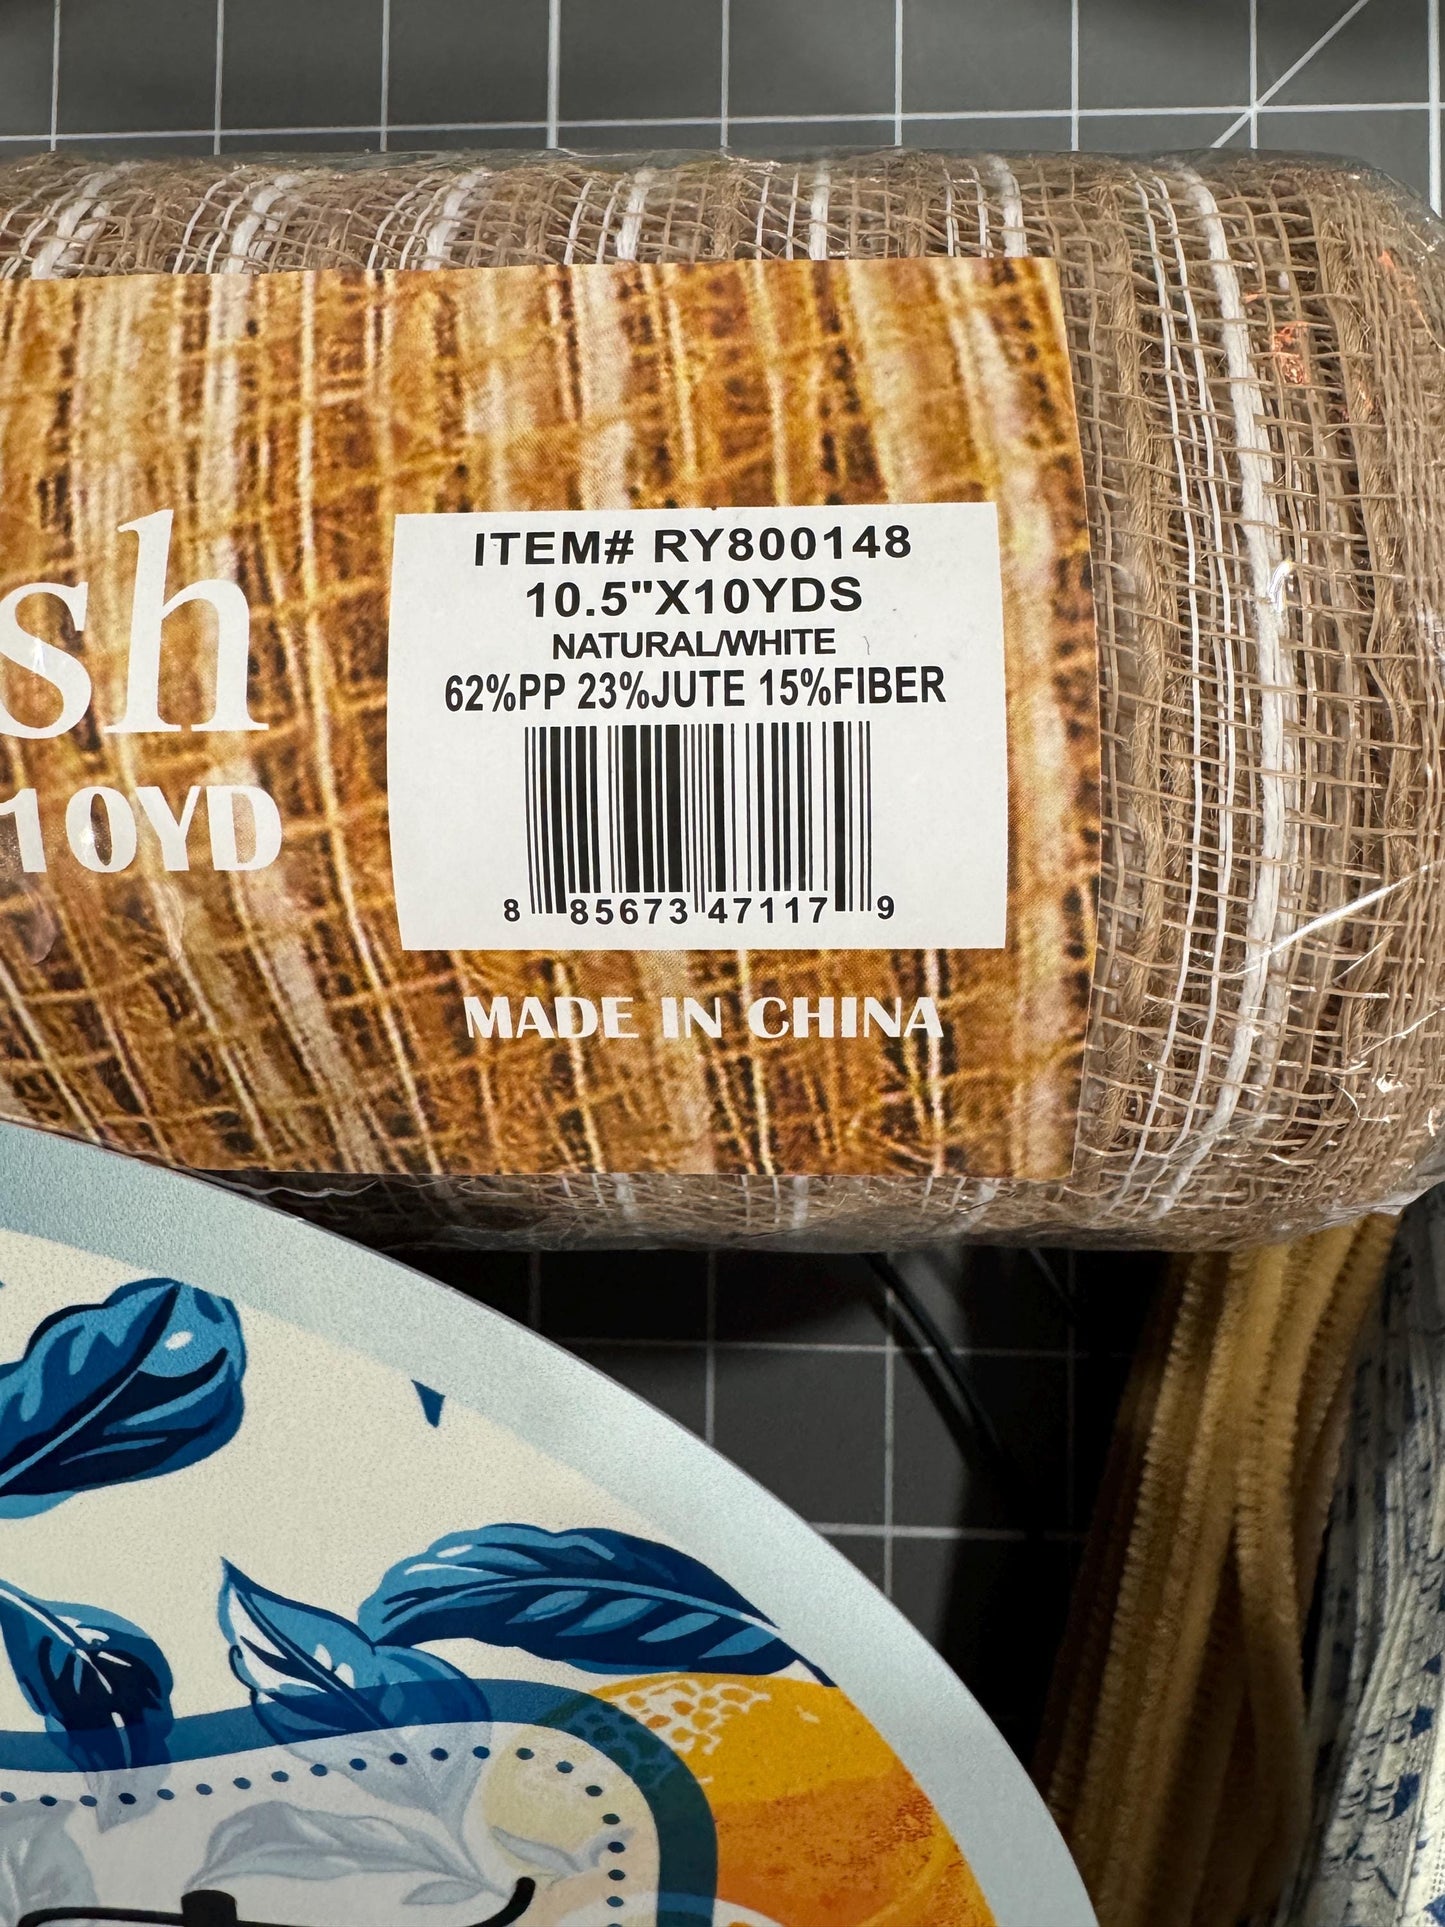 ITEM# RY800148
10.5"X10YDS
NATURAL/WHITE
62%PP 23%JUTE 15%FIBER
8 85673 47117 9
sh
10YD
MADE IN CHINA